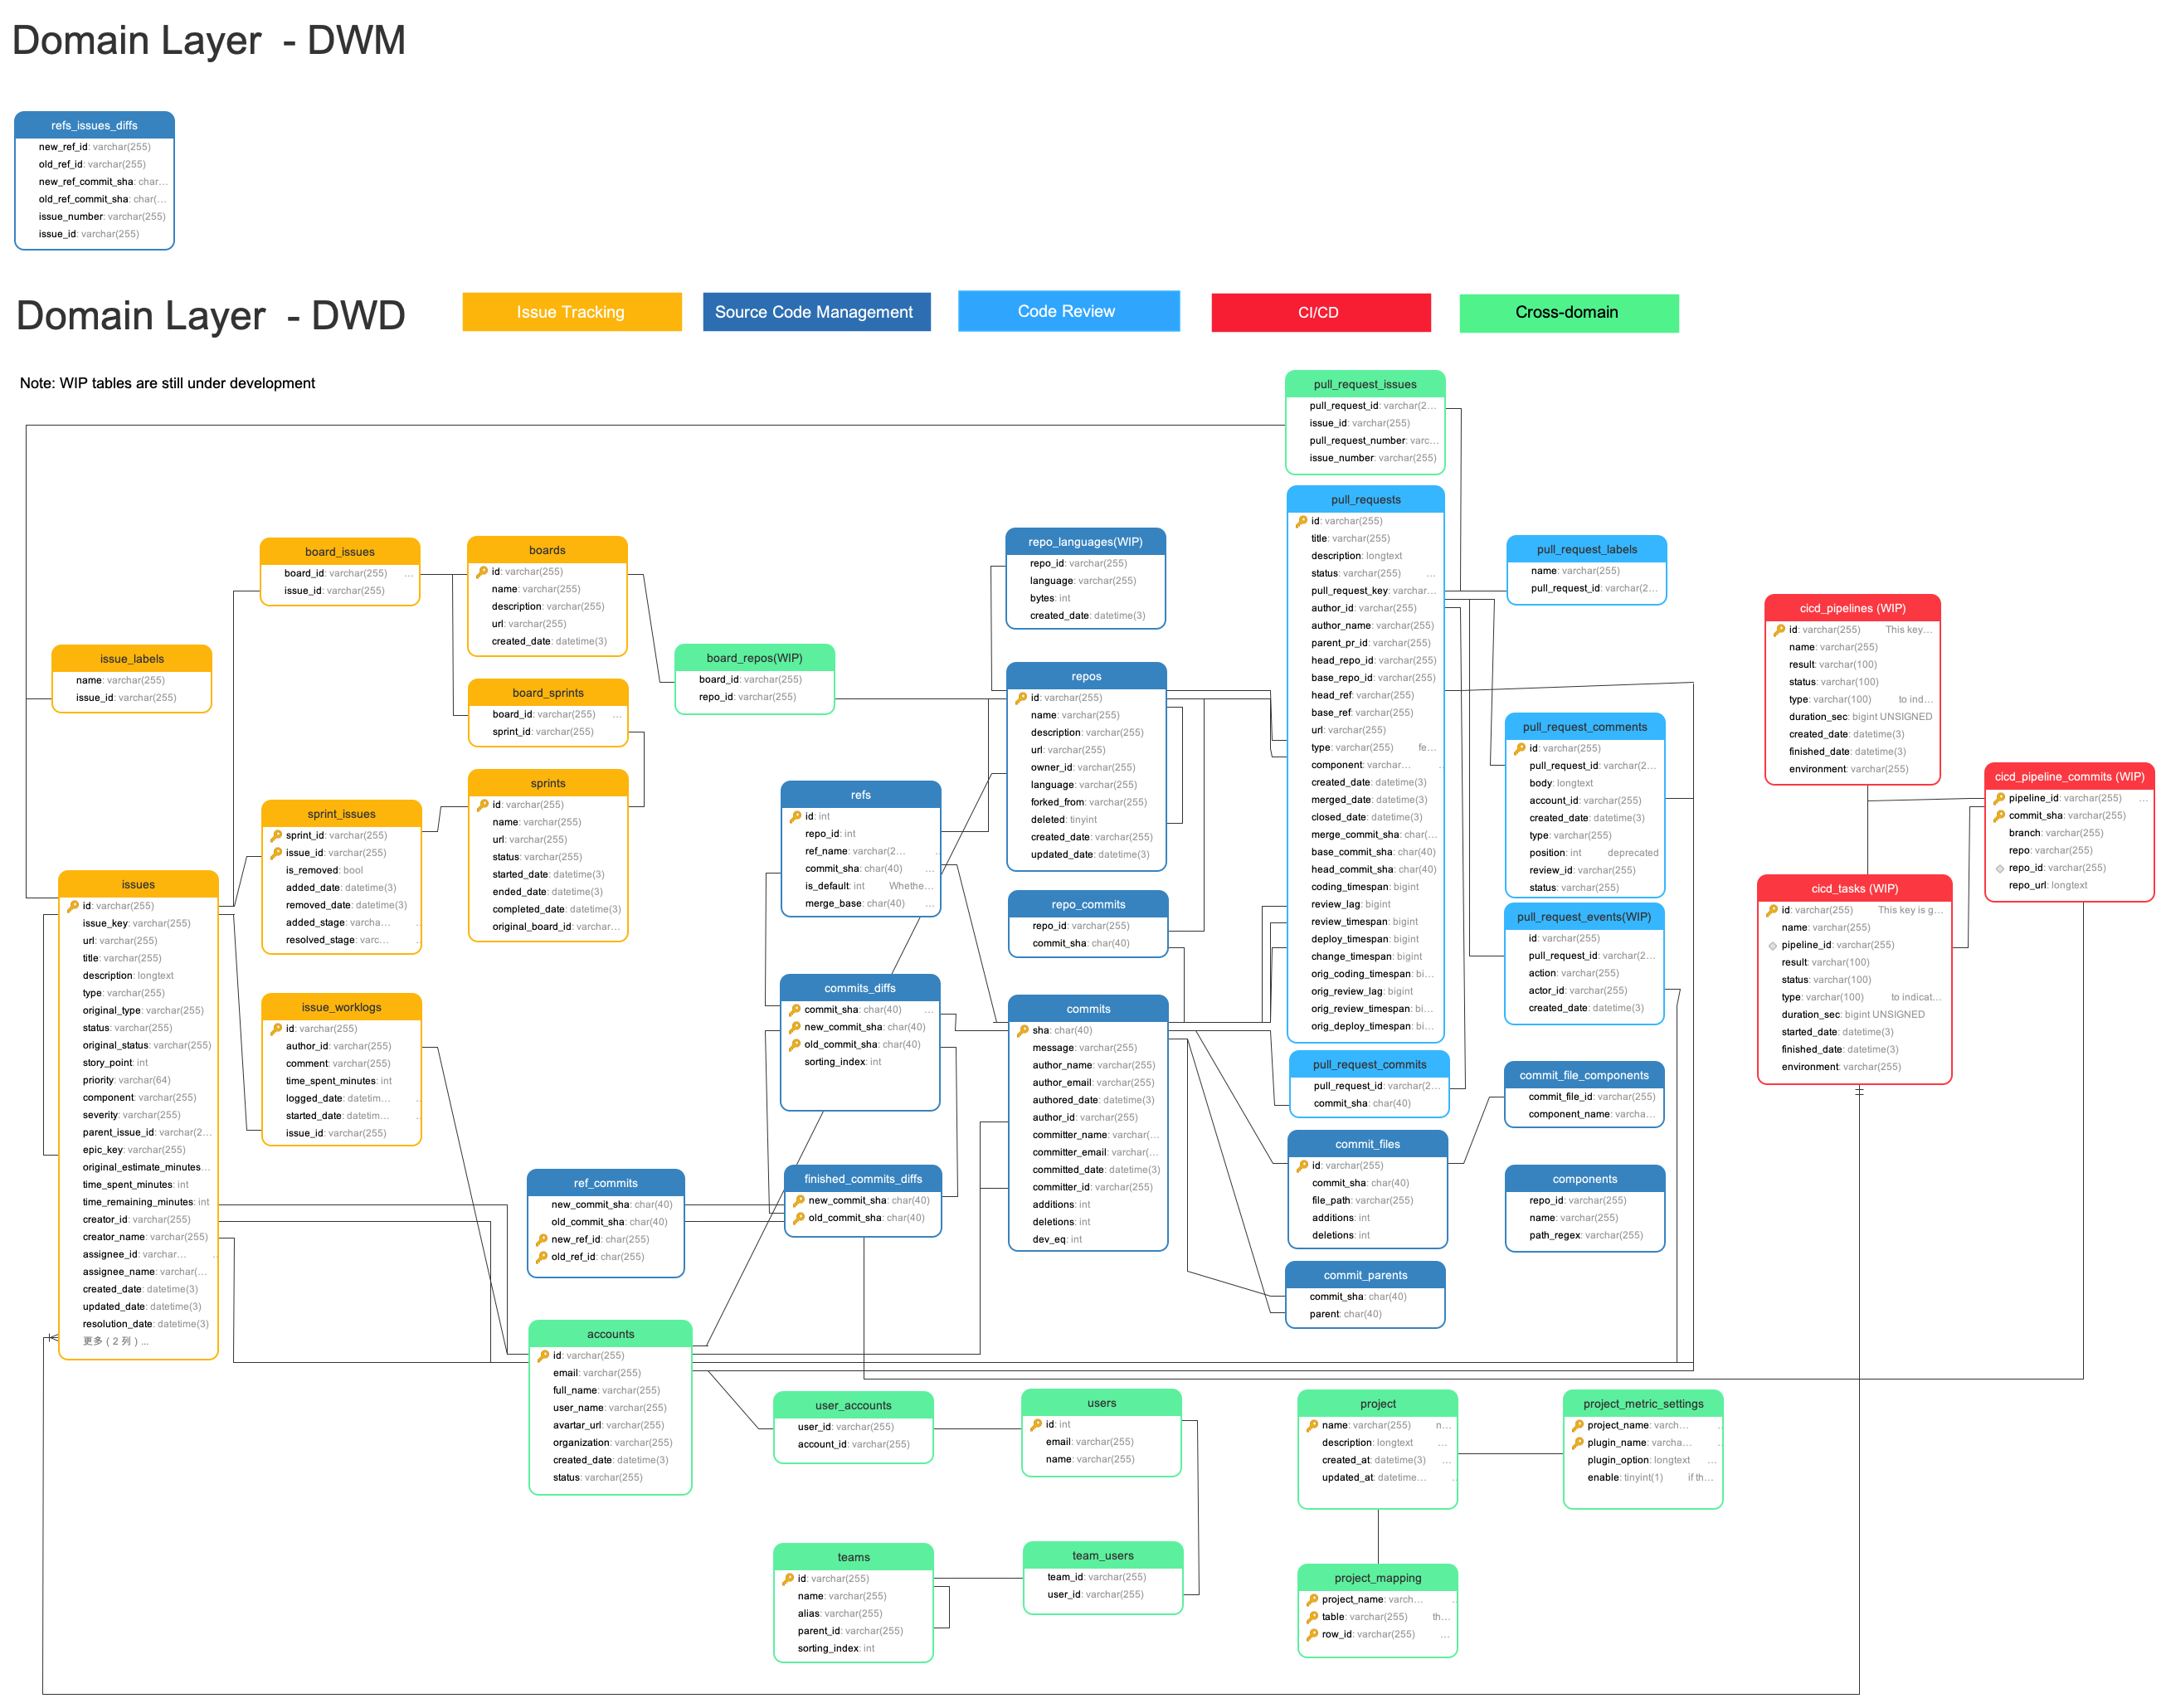 Domain Layer - DWM
refs_issues_diffs
new_ref_id: varchar(255)
old_ref_id: varchar(255)
new_ref_commit_sha: char...
old_ref_commit_sha: char(...
issue_number: varchar(255)
issue_id: varchar(255)
Domain Layer - DWD
Issue Tracking
Source Code Management
Code Review
CI/CD
Cross-domain
Note: WIP tables are still under development
pull_request_issues
pull_request_id: varchar(2...
issue_id: varchar(255)
pull_request_number: varc...
issue_number: varchar(255)
issue_labels
name: varchar(255)
issue_id: varchar(255)
issues
id: varchar(255)
issue_key: varchar(255)
url: varchar(255)
title: varchar(255)
description: longtext
type: varchar(255)
original_type: varchar(255)
status: varchar(255)
original_status: varchar(255)
story_point: int
priority: varchar(64)
component: varchar(255)
severity: varchar(255)
parent_issue_id: varchar(2...
epic_key: varchar(255)
original_estimate_minutes...
time_spent_minutes: int
time_remaining_minutes: int
creator_id: varchar(255)
creator_name: varchar(255)
assignee_id: varchar... ..
assignee_name: varchar(...
created_date: datetime(3)
updated_date: datetime(3)
resolution_date: datetime(3)
更多 ( 2 列 ) ...
board_issues
board_id: varchar(255) ...
issue_id: varchar(255)
sprint_issues
sprint_id: varchar(255)
issue_id: varchar(255)
is_removed: bool
added_date: datetime(3)
removed_date: datetime(3)
added_stage: varcha... ..
resolved_stage: varc... ..
issue_worklogs
id: varchar(255)
author_id: varchar(255)
comment: varchar(255)
time_spent_minutes: int
logged_date: datetim... ..
started_date: datetim... ..
issue_id: varchar(255)
boards
id: varchar(255)
name: varchar(255)
description: varchar(255)
url: varchar(255)
created_date: datetime(3)
board_sprints
board_id: varchar(255) ...
sprint_id: varchar(255)
sprints
id: varchar(255)
name: varchar(255)
url: varchar(255)
status: varchar(255)
started_date: datetime(3)
ended_date: datetime(3)
completed_date: datetime(3)
original_board_id: varchar...
board_repos(WIP)
board_id: varchar(255)
repo_id: varchar(255)
refs
id: int
repo_id: int
ref_name: varchar(2... ..
commit_sha: char(40) ...
is_default: int Whethe...
merge_base: char(40) ...
commits_diffs
commit_sha: char(40) ...
new_commit_sha: char(40)
old_commit_sha: char(40)
sorting_index: int
finished_commits_diffs
new_commit_sha: char(40)
old_commit_sha: char(40)
ref_commits
new_commit_sha: char(40)
old_commit_sha: char(40)
new_ref_id: char(255)
old_ref_id: char(255)
accounts
id: varchar(255)
email: varchar(255)
full_name: varchar(255)
user_name: varchar(255)
avartar_url: varchar(255)
organization: varchar(255)
created_date: datetime(3)
status: varchar(255)
repo_languages(WIP)
repo_id: varchar(255)
language: varchar(255)
bytes: int
created_date: datetime(3)
repos
id: varchar(255)
name: varchar(255)
description: varchar(255)
url: varchar(255)
owner_id: varchar(255)
language: varchar(255)
forked_from: varchar(255)
deleted: tinyint
created_date: varchar(255)
updated_date: datetime(3)
repo_commits
repo_id: varchar(255)
commit_sha: char(40)
commits
sha: char(40)
message: varchar(255)
author_name: varchar(255)
author_email: varchar(255)
authored_date: datetime(3)
author_id: varchar(255)
committer_name: varchar(...
committer_email: varchar(...
committed_date: datetime(3)
committer_id: varchar(255)
additions: int
deletions: int
dev_eq: int
pull_requests
id: varchar(255)
title: varchar(255)
description: longtext
status: varchar(255) ...
pull_request_key: varchar...
author_id: varchar(255)
author_name: varchar(255)
parent_pr_id: varchar(255)
head_repo_id: varchar(255)
base_repo_id: varchar(255)
head_ref: varchar(255)
base_ref: varchar(255)
url: varchar(255)
type: varchar(255) fe...
component: varchar... ..
created_date: datetime(3)
merged_date: datetime(3)
closed_date: datetime(3)
merge_commit_sha: char(...
base_commit_sha: char(40)
head_commit_sha: char(40)
coding_timespan: bigint
review_lag: bigint
review_timespan: bigint
deploy_timespan: bigint
change_timespan: bigint
orig_coding_timespan: bi...
orig_review_lag: bigint
orig_review_timespan: bi...
orig_deploy_timespan: bi...
pull_request_commits
pull_request_id: varchar(2...
commit_sha: char(40)
commit_files
id: varchar(255)
commit_sha: char(40)
file_path: varchar(255)
additions: int
deletions: int
commit_parents
commit_sha: char(40)
parent: char(40)
pull_request_labels
name: varchar(255)
pull_request_id: varchar(2...
pull_request_comments
id: varchar(255)
pull_request_id: varchar(2...
body: longtext
account_id: varchar(255)
created_date: datetime(3)
type: varchar(255)
position: int deprecated
review_id: varchar(255)
status: varchar(255)
pull_request_events(WIP)
id: varchar(255)
pull_request_id: varchar(2...
action: varchar(255)
actor_id: varchar(255)
created_date: datetime(3)
commit_file_components
commit_file_id: varchar(255)
component_name: varcha...
components
repo_id: varchar(255)
name: varchar(255)
path_regex: varchar(255)
cicd_pipelines (WIP)
id: varchar(255) This key...
name: varchar(255)
result: varchar(100)
status: varchar(100)
type: varchar(100) to ind...
duration_sec: bigint UNSIGNED
created_date: datetime(3)
finished_date: datetime(3)
environment: varchar(255)
cicd_pipeline_commits (WIP)
pipeline_id: varchar(255) ...
commit_sha: varchar(255)
branch: varchar(255)
repo: varchar(255)
repo_id: varchar(255)
repo_url: longtext
cicd_tasks (WIP)
id: varchar(255) This key is g...
name: varchar(255)
pipeline_id: varchar(255)
result: varchar(100)
status: varchar(100)
type: varchar(100) to indicat...
duration_sec: bigint UNSIGNED
started_date: datetime(3)
finished_date: datetime(3)
environment: varchar(255)
user_accounts
user_id: varchar(255)
account_id: varchar(255)
users
id: int
email: varchar(255)
name: varchar(255)
project
name: varchar(255) n...
description: longtext ...
created_at: datetime(3) ...
updated_at: datetime... ..
project_metric_settings
project_name: varch... ..
plugin_name: varcha... ..
plugin_option: longtext ...
enable: tinyint(1) if th...
teams
id: varchar(255)
name: varchar(255)
alias: varchar(255)
parent_id: varchar(255)
sorting_index: int
team_users
team_id: varchar(255)
user_id: varchar(255)
project_mapping
project_name: varch... ..
table: varchar(255) th...
row_id: varchar(255) ...